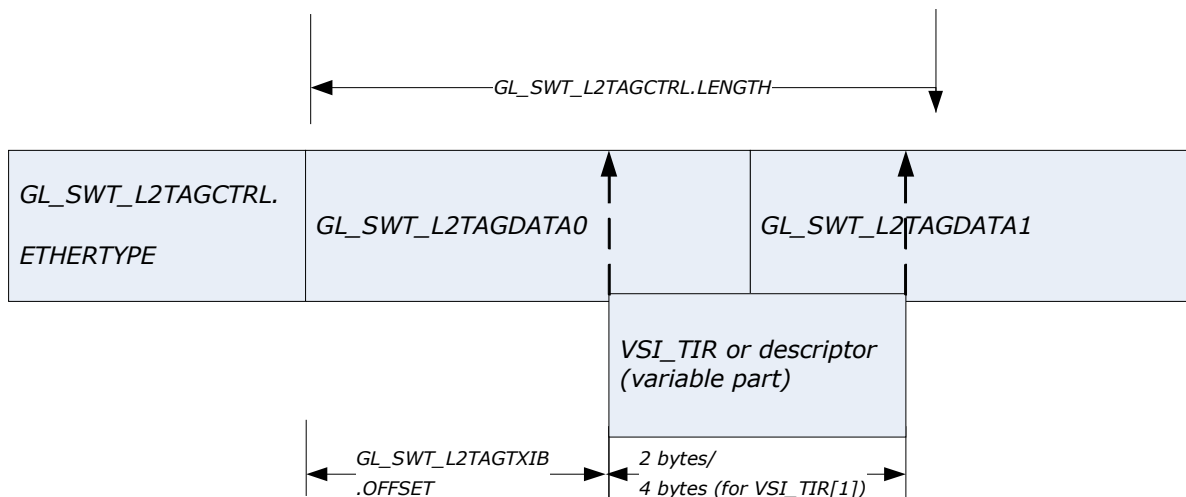 GL_SWT_L2TAGCTRL.LENGTH
GL_SWT_L2TAGCTRL.
ETHERTYPE
GL_SWT_L2TAGDATA0
GL_SWT_L2TAGDATA1
VSI_TIR or descriptor
(variable part)
GL_SWT_L2TAGTXIB
.OFFSET
2 bytes/
4 bytes (for VSI_TIR[1])